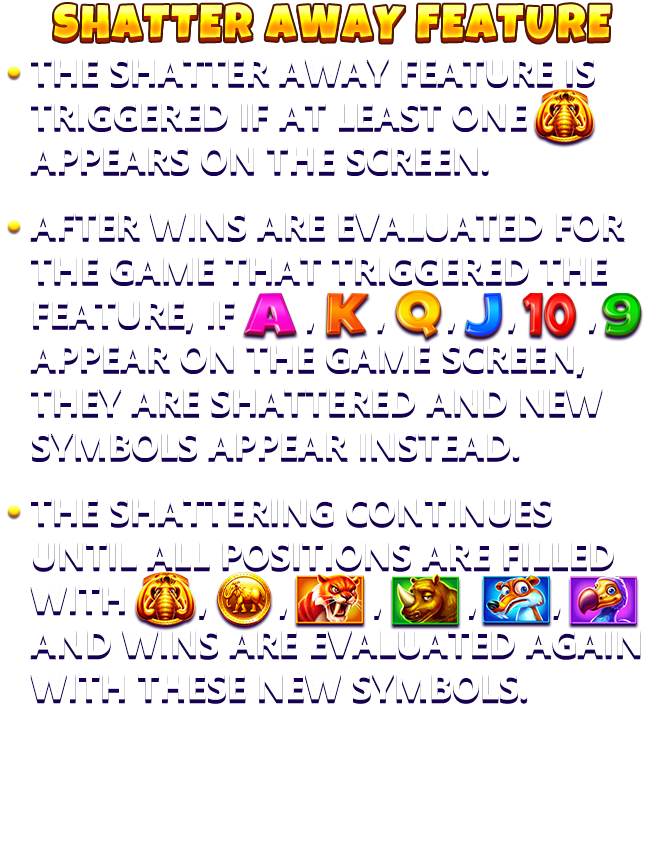 SHATTER AWAY FEATURE
THE SHATTER AWAY FEATURE IS
TRIGGERED IF AT LEAST ONE
APPEARS ON THE SCREEN.
AFTER WINS ARE EVALUATED FOR
THE GAME THAT TRIGGERED THE
FEATURE, IF A, K, Q, J, 10, 9
APPEAR ON THE GAME SCREEN,
THEY ARE SHATTERED AND NEW
SYMBOLS APPEAR INSTEAD.
THE SHATTERING CONTINUES
UNTIL ALL POSITIONS ARE FILLED
WITH , , , , ,
AND WINS ARE EVALUATED AGAIN
WITH THESE NEW SYMBOLS.